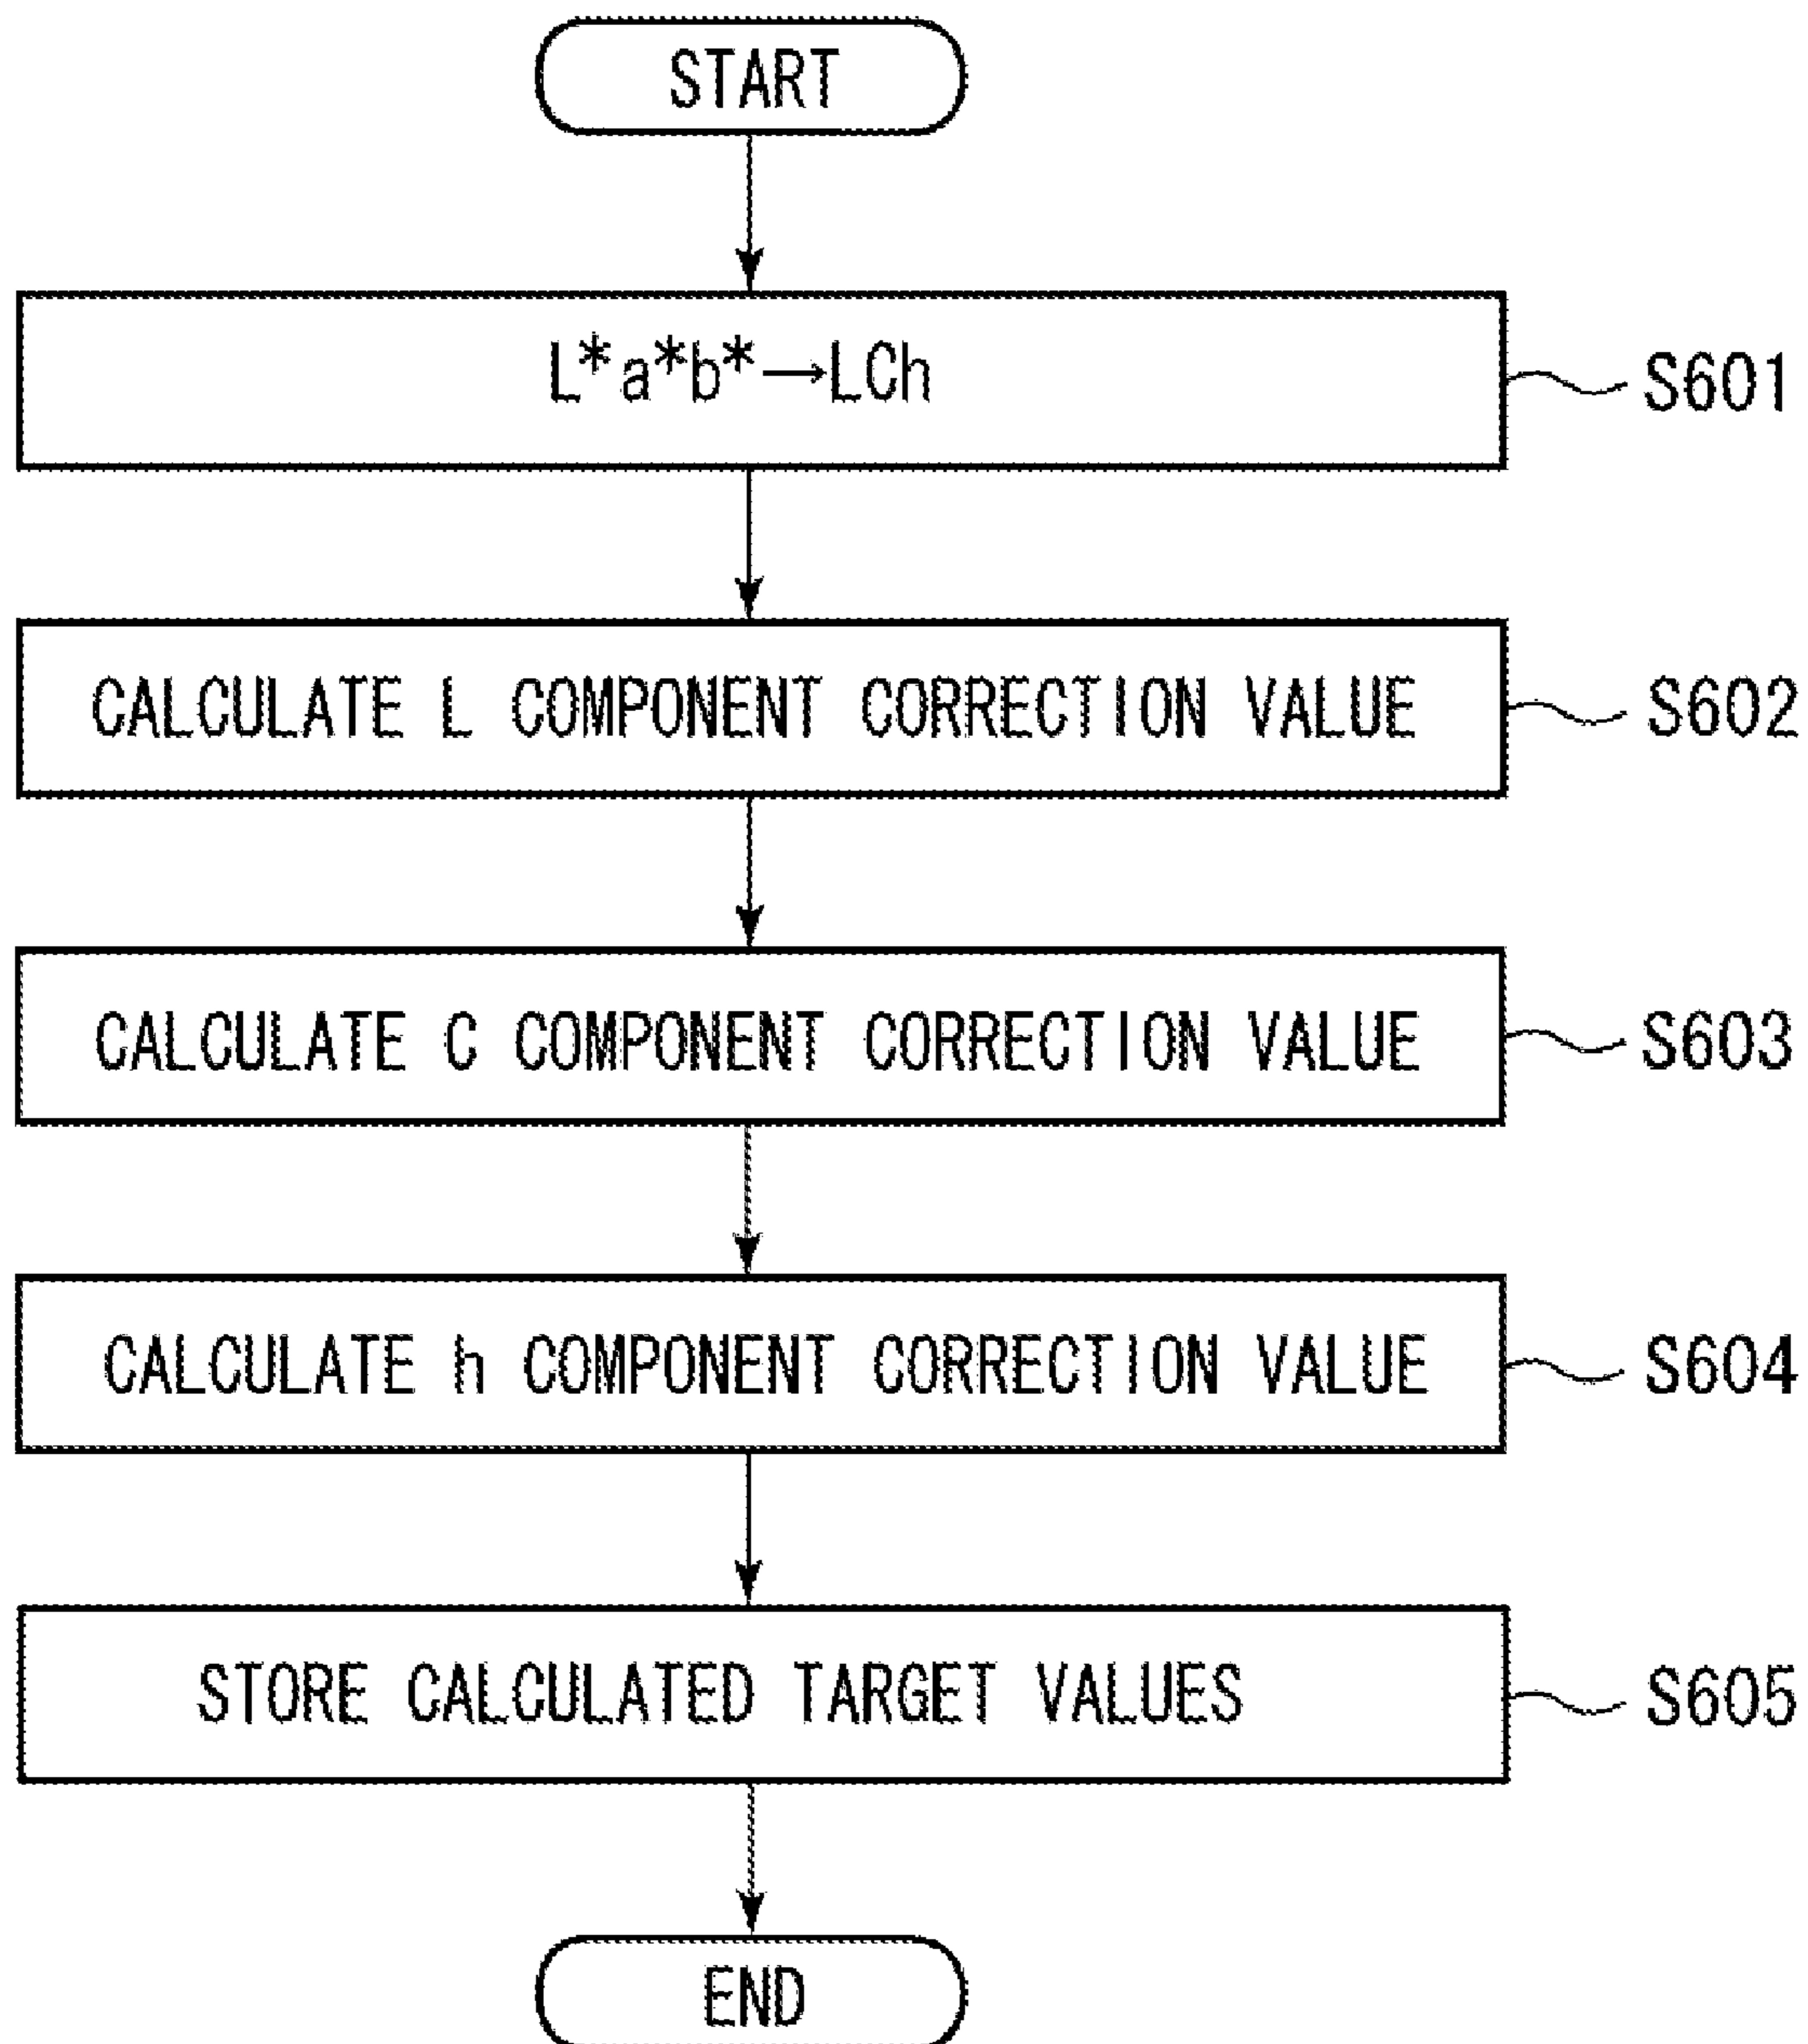 START
L*a*b*→LCh
S601
CALCULATE L COMPONENT CORRECTION VALUE
S602
CALCULATE C COMPONENT CORRECTION VALUE
S603
CALCULATE h COMPONENT CORRECTION VALUE
S604
STORE CALCULATED TARGET VALUES
S605
END